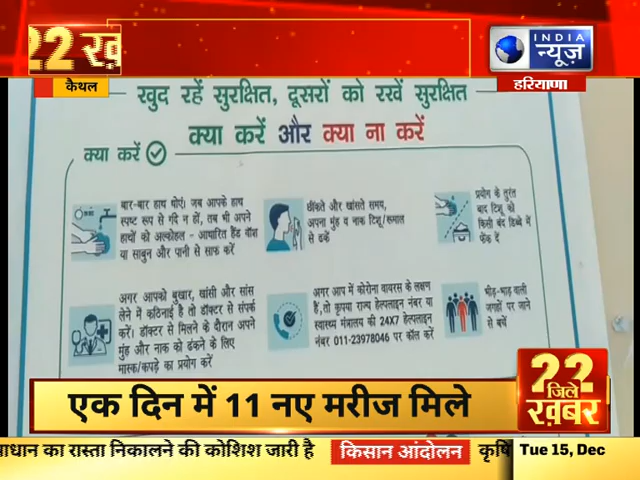 22 ख
INDIA
न्यूज़
हरियाणा
कैथल
खुद रहें सुरक्षित, दूसरों को रखें सुरक्षित
क्या करें और क्या ना करें
क्या करें
बार-बार हाथ धोएं। जब आपके हाथ
स्पष्ट रूप से गंदे न हों, तब भी अपने
हाथों को अल्कोहल - आधारित हैंड वॉश
या साबुन और पानी से साफ करें
छींकते और खांसते समय,
अपना मुंह व नाक टिशू/रूमाल
से ढकें
प्रयोग के तुरंत
बाद टिशू को
किसी बंद डिब्बे में
फेंक दें
अगर आपको बुखार, खांसी और सांस
लेने में कठिनाई है तो डॉक्टर से संपर्क
करें। डॉक्टर से मिलने के दौरान अपने
मुंह और नाक को ढकने के लिए
मास्क/कपड़े का प्रयोग करें
अगर आप में कोरोना वायरस के लक्षण
हैं, तो कृपया राज्य हेल्पलाइन नंबर या
स्वास्थ्य मंत्रालय की 24X7 हेल्पलाइन
नंबर 011-23978046 पर कॉल करें
भीड़-भाड़ वाली
जगहों पर जाने
से बचें
एक दिन में 11 नए मरीज मिले
22
जिले
ख़बर
ाधान का रास्ता निकालने की कोशिश जारी है
किसान आंदोलन
कृषि
Tue 15, Dec